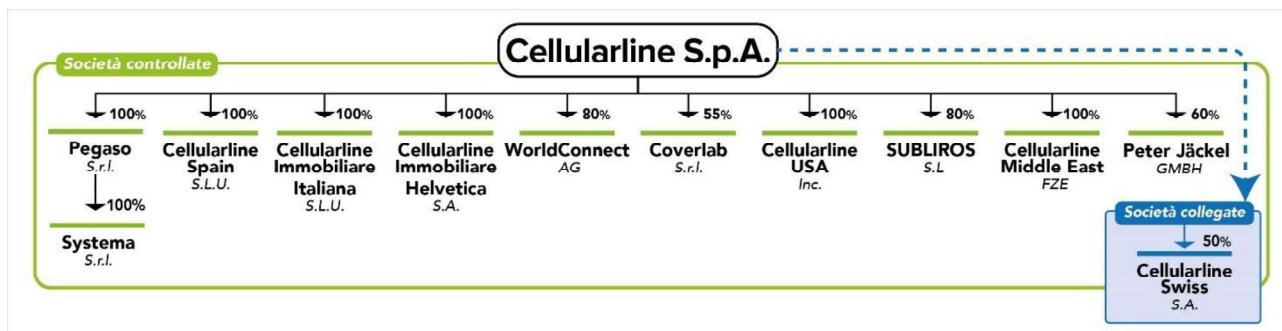 Cellularline S.p.A.
Società controllate
100%
Pegaso
S.r.l.
100%
Systema
S.r.l.
100%
Cellularline
Spain
S.L.U.
100%
Cellularline
Immobiliare
Italiana
S.L.U.
100%
Cellularline
Immobiliare
Helvetica
S.A.
80%
WorldConnect
AG
55%
Coverlab
S.r.l.
100%
Cellularline
USA
Inc.
80%
SUBLIROS
S.L
100%
Cellularline
Middle East
FZE
60%
Peter Jäckel
GMBH
Società collegate
50%
Cellularline
Swiss
S.A.